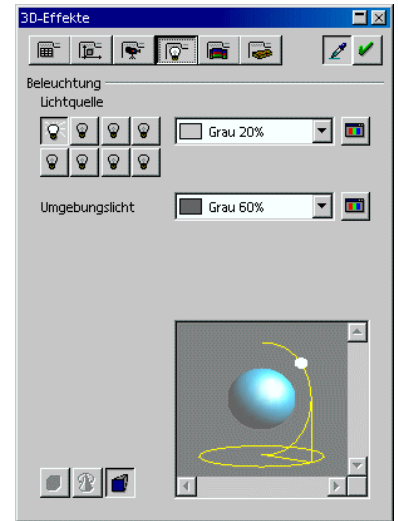 3D-Effekte
Beleuchtung
Lichtquelle
Grau 20%
Umgebungslicht
Grau 60%